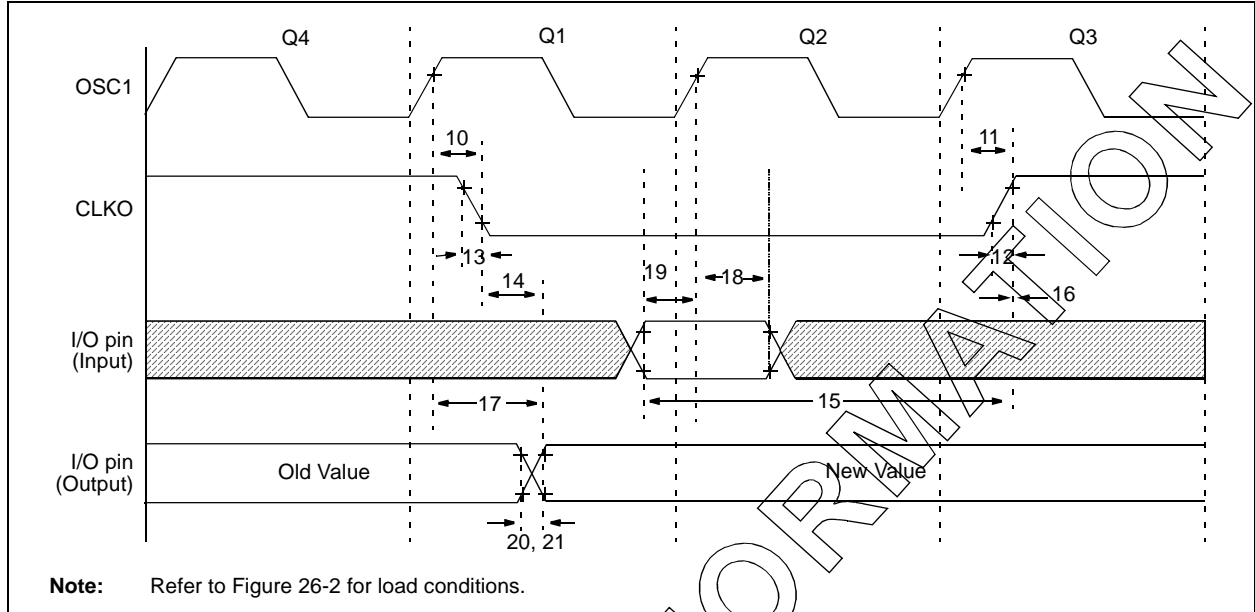 Q4 Q1 Q2 Q3
OSC1
10 11
CLKO
13 12
14 19 18 16
I/O pin
(Input)
17 15
I/O pin
(Output)
Old Value New Value
20, 21
Note: Refer to Figure 26-2 for load conditions.
ORMATION